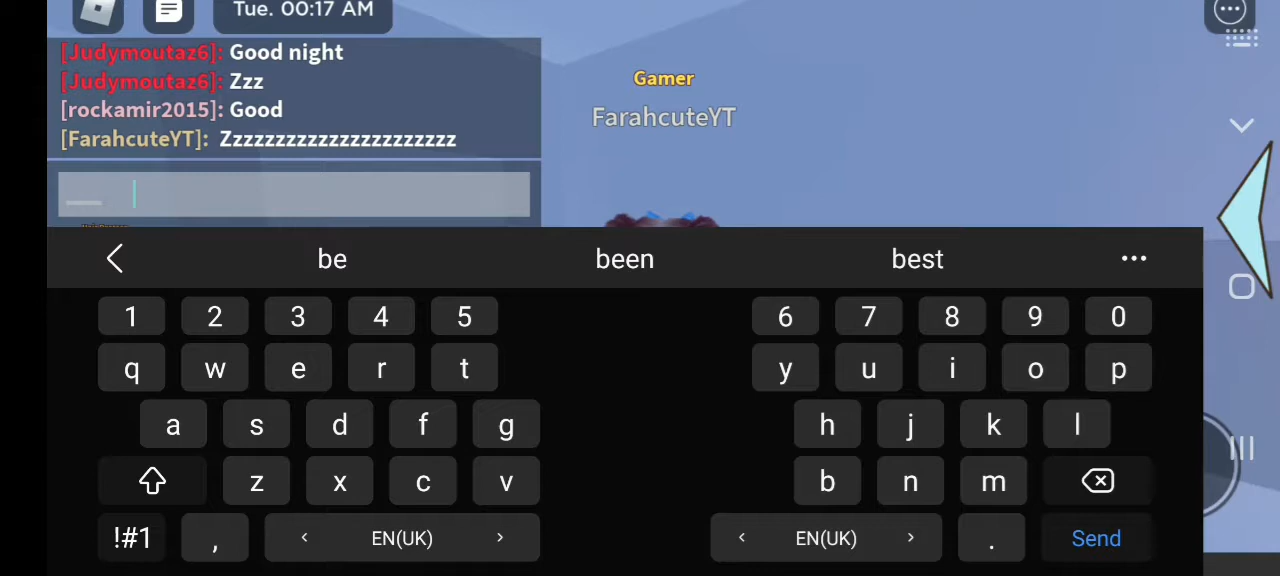 Tue. 00:17 AM
[Judymoutaz6]: Good night
[Judymoutaz6]: Zzz
[rockamir2015]: Good
[FarahcuteYT]: Zzzzzzzzzzzzzzzzzzzzzz
Gamer
FarahcuteYT
be been best
1 2 3 4 5 6 7 8 9 0
q w e r t y u i o p
a s d f g h j k l
z x c v b n m
!#1 , < EN(UK) > < EN(UK) > . Send